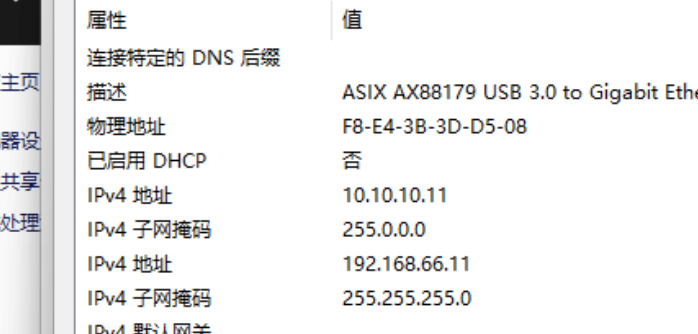 属性 值
连接特定的 DNS 后缀
描述 ASIX AX88179 USB 3.0 to Gigabit Ethe
主页
物理地址 F8-E4-3B-3D-D5-08
器设
已启用 DHCP 否
共享
IPv4 地址 10.10.10.11
处理
IPv4 子网掩码 255.0.0.0
IPv4 地址 192.168.66.11
IPv4 子网掩码 255.255.255.0
IPv4 默认网关